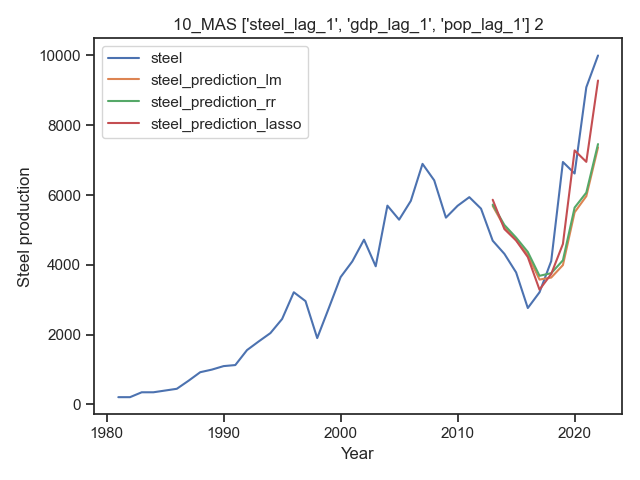 10_MAS ['steel_lag_1', 'gdp_lag_1', 'pop_lag_1'] 2
steel
steel_prediction_lm
steel_prediction_rr
steel_prediction_lasso
Steel production
10000
8000
6000
4000
2000
0
1980
1990
2000
2010
2020
Year